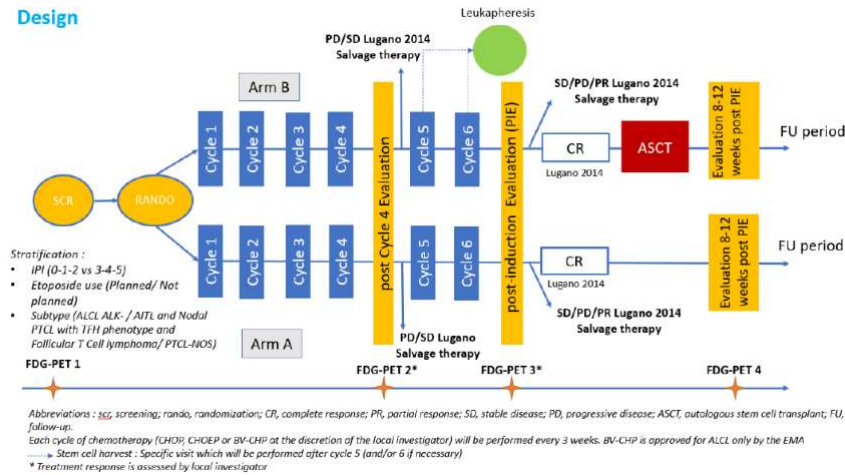 Design
Leukapheresis
PD/SD Lugano 2014
Salvage therapy
SD/PD/PR Lugano 2014
Salvage therapy
Arm B
Cycle 1
Cycle 2
Cycle 3
Cycle 4
post Cycle 4 Evaluation
Cycle 5
Cycle 6
post-induction Evaluation (PIE)
CR
Lugano 2014
ASCT
Evaluation 8-12
weeks post PIE
FU period
SCR
RANDO
Cycle 1
Cycle 2
Cycle 3
Cycle 4
Cycle 5
Cycle 6
CR
Lugano 2014
Evaluation 8-12
weeks post PIE
FU period
Stratification :
• IPI (0-1-2 vs 3-4-5)
• Etoposide use (Planned/ Not
planned)
• Subtype (ALCL ALK- / AITL and Nodal
PTCL with TFH phenotype and
Follicular T Cell lymphoma/ PTCL-NOS)
Arm A
PD/SD Lugano
Salvage therapy
SD/PD/PR Lugano 2014
Salvage therapy
FDG-PET 1
FDG-PET 2*
FDG-PET 3*
FDG-PET 4
Abbreviations : scr, screening; rando, randomization; CR, complete response; PR, partial response; SD, stable disease; PD, progressive disease; ASCT, autologous stem cell transplant; FU,
follow-up.
Each cycle of chemotherapy (CHOP, CHOEP or BV-CHP at the discretion of the local investigator) will be performed every 3 weeks. BV-CHP is approved for ALCL only by the EMA
Stem cell harvest : Specific visit which will be performed after cycle 5 (and/or 6 if necessary)
* Treatment response is assessed by local investigator